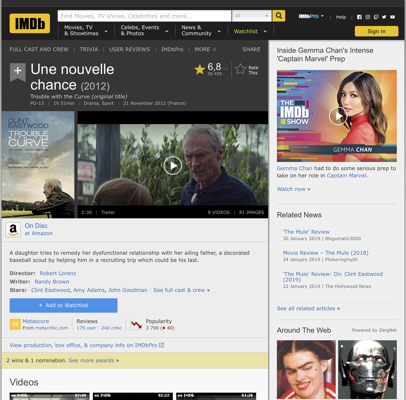 IMDb
Find Movies, TV shows, Celebrities and more...
All
Movies, TV
& Showtimes
Celebs, Events
& Photos
News &
Community
Watchlist
IMDbPro
Help
Sign in
FULL CAST AND CREW | TRIVIA | USER REVIEWS | IMDbPro | MORE
SHARE
Une nouvelle
chance (2012)
Trouble with the Curve (original title)
PG-13 | 1h 51min | Drama, Sport | 21 November 2012 (France)
6,8
Rate
This
CLINT
EASTWOOD
TROUBLE
CURVE
2:30 | Trailer
8 VIDEOS | 81 IMAGES
On Disc
at Amazon
A daughter tries to remedy her dysfunctional relationship with her ailing father, a decorated
baseball scout by helping him in a recruiting trip which could be his last.
Director: Robert Lorenz
Writer: Randy Brown
Stars: Clint Eastwood, Amy Adams, John Goodman | See full cast & crew »
+ Add to Watchlist
Metascore
From metacritic.com
Reviews
175 user | 240 critic
Popularity
3 700
View production, box office, & company info on IMDbPro
2 wins & 1 nomination. See more awards »
Videos
Inside Gemma Chan's Intense
'Captain Marvel' Prep
THE
IMDb
SHOW
GEMMA CHAN
Gemma Chan had to do some serious prep to
take on her role in Captain Marvel.
Watch now »
Related News
'The Mule' Review
30 January 2019 | Blogomatic3000
Movie Review – The Mule (2018)
24 January 2019 | Flickeringmyth
'The Mule' Review: Dir. Clint Eastwood
(2019)
22 January 2019 | The Hollywood News
See all related articles »
Around The Web
Powered by ZergNet